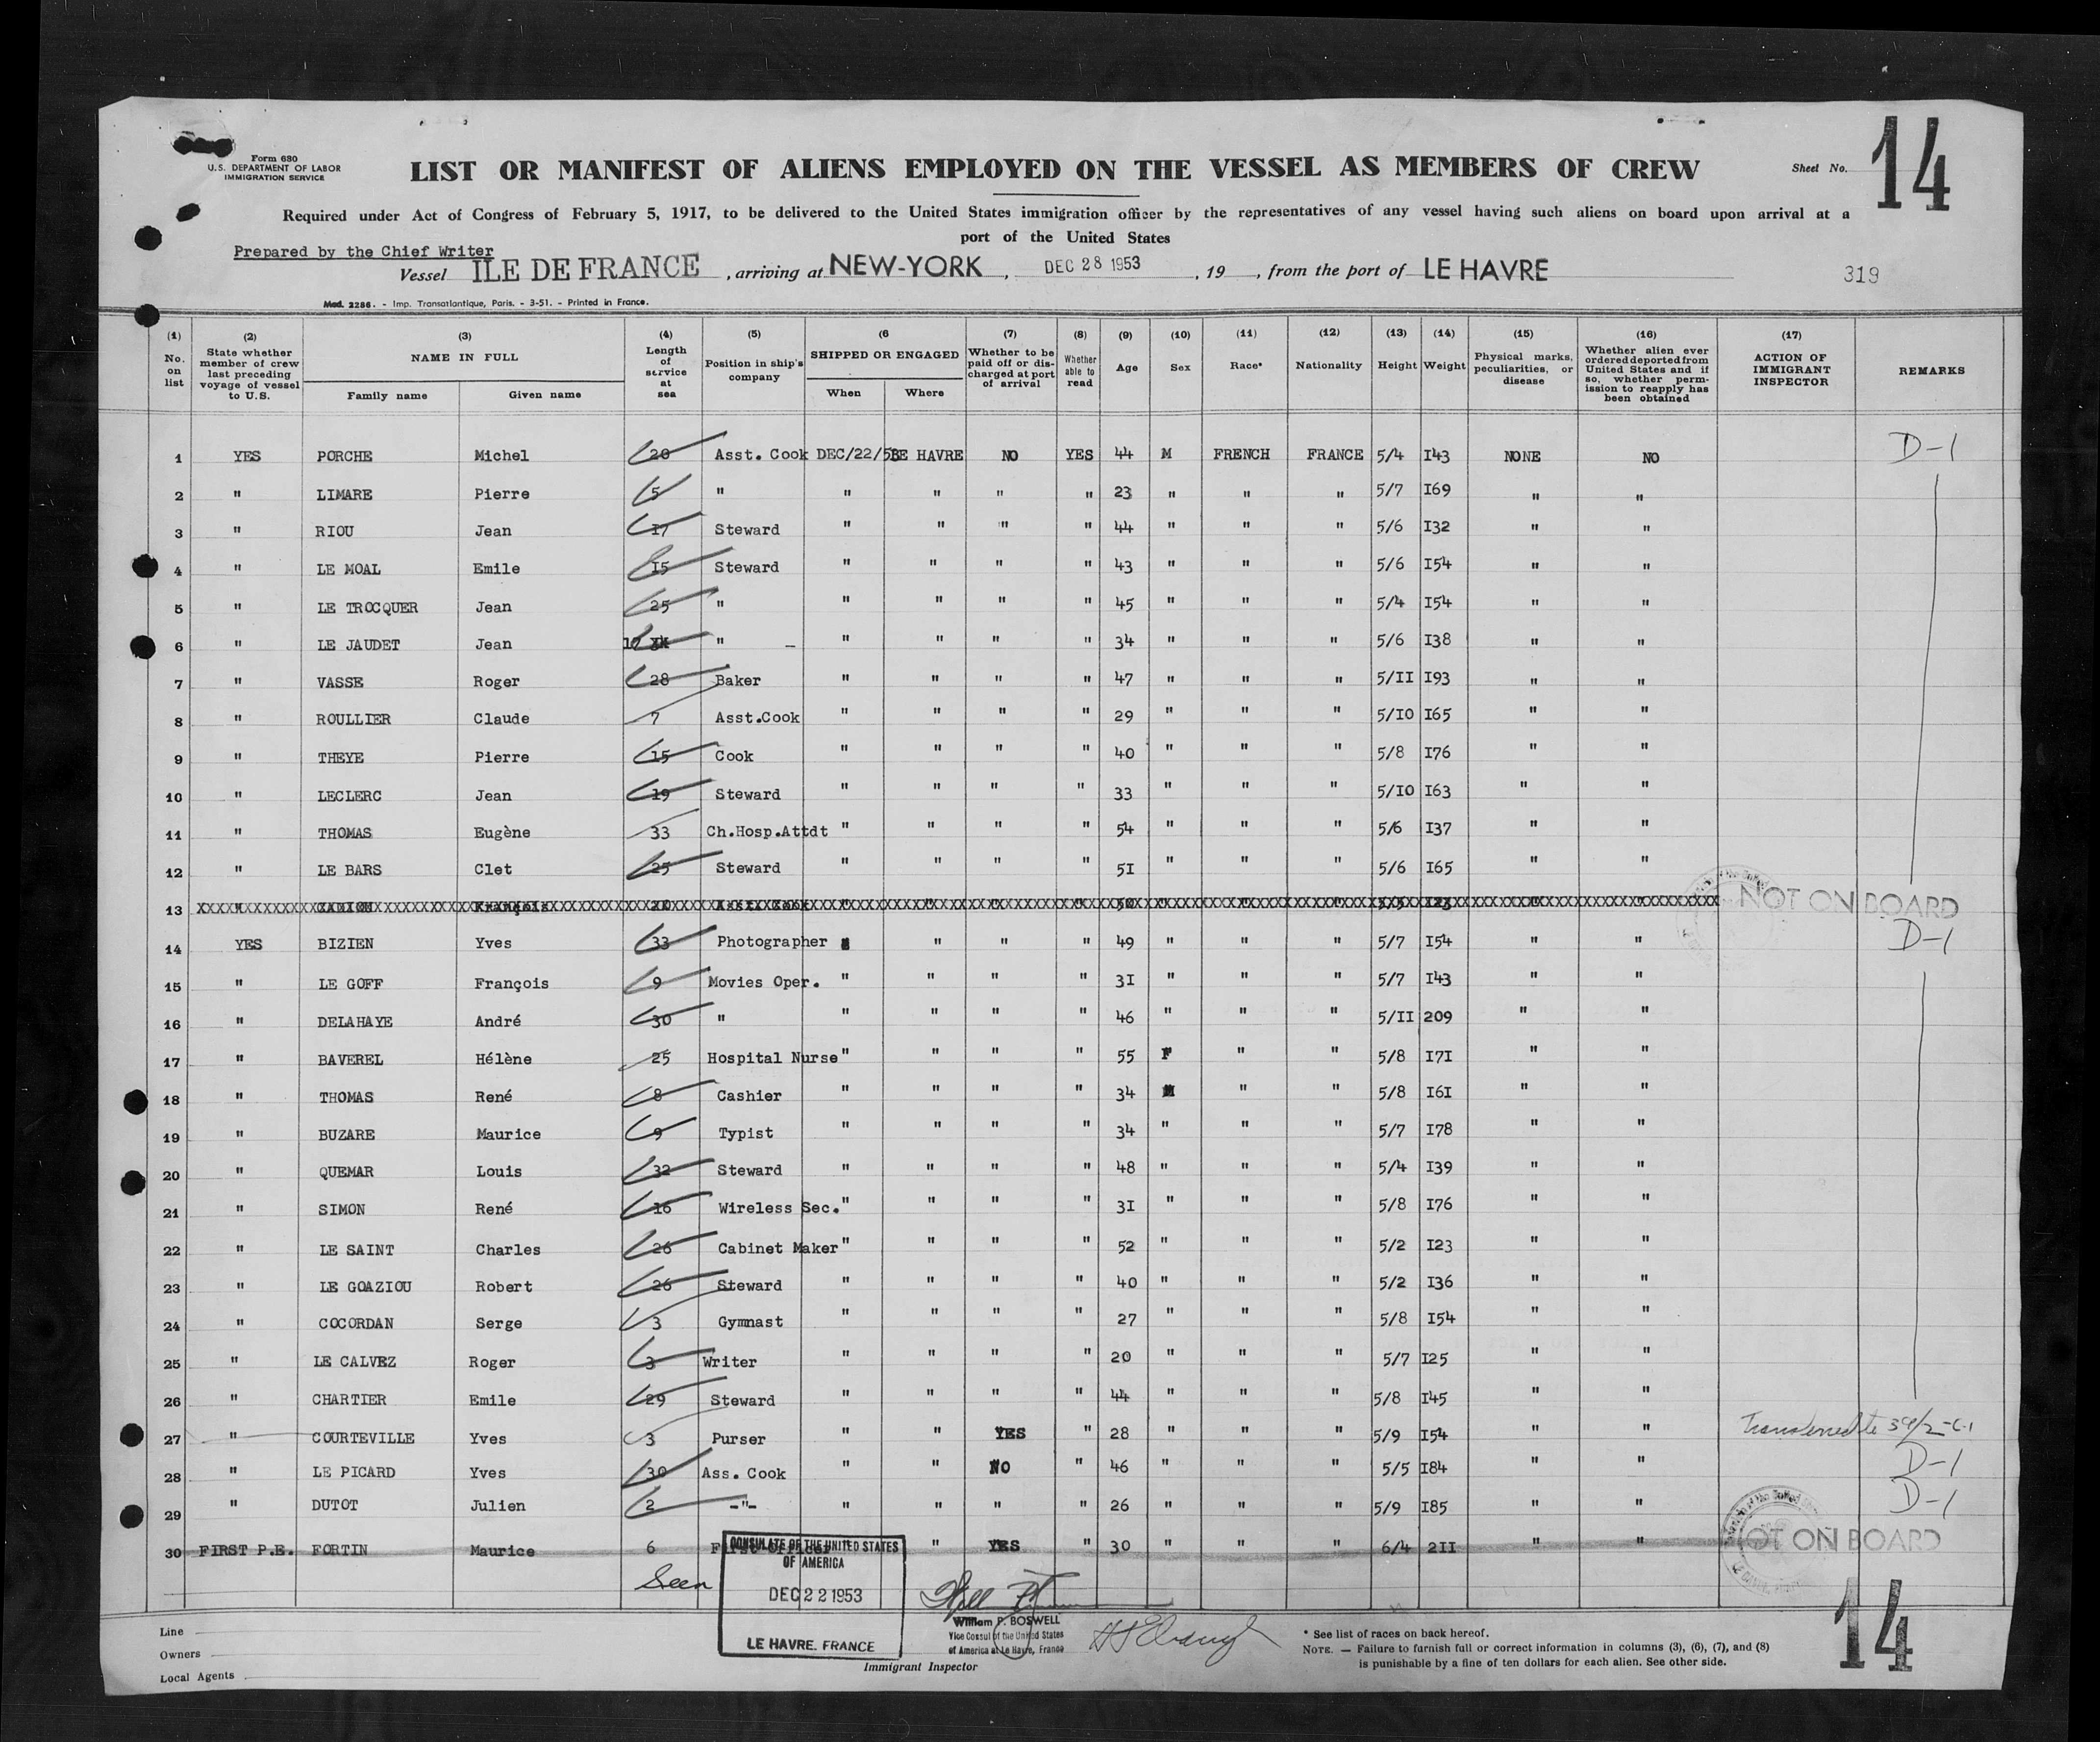 Form 680
U.S. DEPARTMENT OF LABOR
IMMIGRATION SERVICE
LIST OR MANIFEST OF ALIENS EMPLOYED ON THE VESSEL AS MEMBERS OF CREW
Sheet No. 14
Required under Act of Congress of February 5, 1917, to be delivered to the United States immigration officer by the representatives of any vessel having such aliens on board upon arrival at a
port of the United States
Prepared by the Chief Writer
Vessel ILE DE FRANCE , arriving at NEW-YORK , DEC 28 1953 , 19 , from the port of LE HAVRE 319
Mod. 2286. - Imp. Transatlantique, Paris. - 3-51. - Printed in France.
(1) No. on list (2) State whether member of crew last preceding voyage of vessel to U.S. (3) NAME IN FULL Family name Given name (4) Length of service at sea (5) Position in ship's company (6 SHIPPED OR ENGAGED When Where (7) Whether to be paid off or discharged at port of arrival (8) Whether able to read (9) Age (10) Sex (11) Race* (12) Nationality (13) Height (14) Weight (15) Physical marks, peculiarities, or disease (16) Whether alien ever ordered deported from United States and if so, whether permission to reapply has been obtained (17) ACTION OF IMMIGRANT INSPECTOR REMARKS
1 YES PORCHE Michel 20 Asst. Cook DEC/22/53 LE HAVRE NO YES 44 M FRENCH FRANCE 5/4 I43 NONE NO D-1
2 " LIMARE Pierre 5 " " " " " 23 " " " 5/7 I69 " "
3 " RIOU Jean I7 Steward " " " " 44 " " " 5/6 I32 " "
4 " LE MOAL Emile I5 Steward " " " " 43 " " " 5/6 I54 " "
5 " LE TROCQUER Jean 25 " " " " " 45 " " " 5/4 I54 " "
6 " LE JAUDET Jean 17 " - " " " " 34 " " " 5/6 I38 " "
7 " VASSE Roger 28 Baker " " " " 47 " " " 5/II I93 " "
8 " ROULLIER Claude 7 Asst.Cook " " " " 29 " " " 5/I0 I65 " "
9 " THEYE Pierre 15 Cook " " " " 40 " " " 5/8 I76 " "
10 " LECLERC Jean 19 Steward " " " " 33 " " " 5/I0 I63 " "
11 " THOMAS Eugène 33 Ch.Hosp.Attdt " " " " 54 " " " 5/6 I37 " "
12 " LE BARS Clet 25 Steward " " " " 5I " " " 5/6 I65 " "
13 " François Asst. Cook " " " " 50 " " " 5/5 I23 " " NOT ON BOARD
14 YES BIZIEN Yves 33 Photographer " " " 49 " " " 5/7 I54 " " D-1
15 " LE GOFF François 9 Movies Oper. " " " " 3I " " " 5/7 I43 " "
16 " DELAHAYE André 30 " " " " " 46 " " " 5/II 209 " "
17 " BAVEREL Hélène 25 Hospital Nurse " " " " 55 F " " 5/8 I7I " "
18 " THOMAS René 8 Cashier " " " " 34 M " " 5/8 I6I " "
19 " BUZARE Maurice 9 Typist " " " " 34 " " " 5/7 I78 " "
20 " QUEMAR Louis 32 Steward " " " " 48 " " " 5/4 I39 " "
21 " SIMON René 16 Wireless Sec. " " " " 3I " " " 5/8 I76 " "
22 " LE SAINT Charles 26 Cabinet Maker " " " " 52 " " " 5/2 I23 " "
23 " LE GOAZIOU Robert 26 Steward " " " " 40 " " " 5/2 I36 " "
24 " COCORDAN Serge 3 Gymnast " " " " 27 " " " 5/8 I54 " "
25 " LE CALVEZ Roger 3 Writer " " " " 20 " " " 5/7 I25 " "
26 " CHARTIER Emile 29 Steward " " " " 44 " " " 5/8 I45 " "
27 " COURTEVILLE Yves 3 Purser " " YES " 28 " " " 5/9 I54 " " Transferred to 39/2-C-1
28 " LE PICARD Yves 30 Ass. Cook " " NO " 46 " " " 5/5 I84 " " D-1
29 " DUTOT Julien 2 -"- " " " " 26 " " " 5/9 I85 " " D-1
30 FIRST P.E. FORTIN Maurice 6 First Officer " YES " 30 " " " 6/4 2II " " NOT ON BOARD
Seen
CONSULATE OF THE UNITED STATES
OF AMERICA
DEC 22 1953
LE HAVRE. FRANCE
William P. BOSWELL
Vice Consul of the United States
of America at Le Havre, France
Immigrant Inspector
Line
Owners
Local Agents
* See list of races on back hereof.
NOTE. — Failure to furnish full or correct information in columns (3), (6), (7), and (8)
is punishable by a fine of ten dollars for each alien. See other side.
14